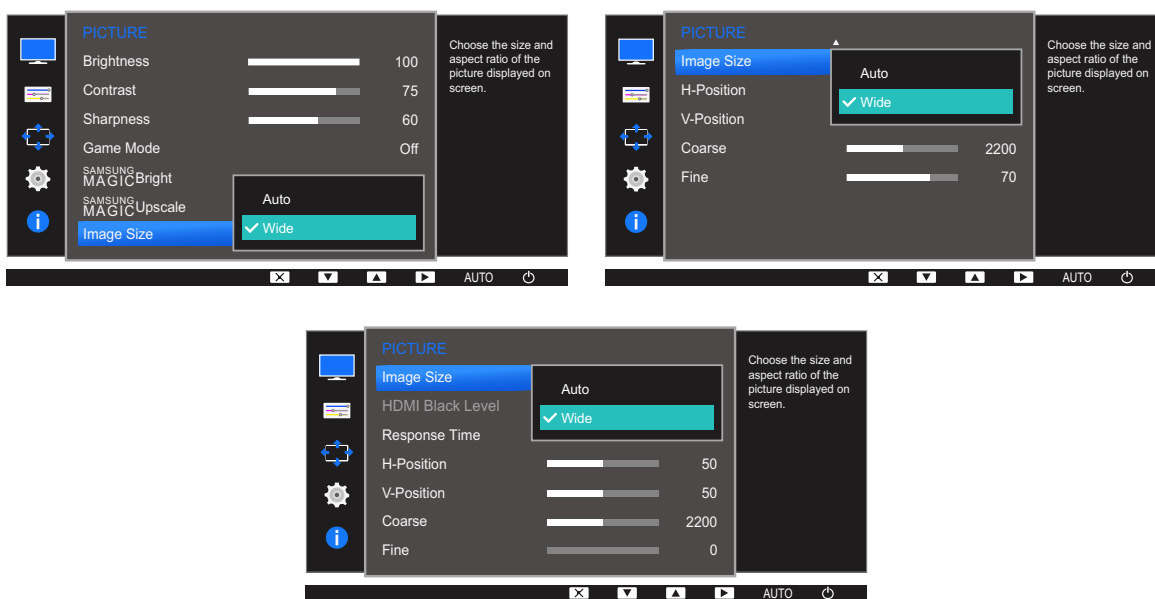 PICTURE
Brightness 100
Contrast 75
Sharpness 60
Game Mode Off
SAMSUNG
MAGICBright
SAMSUNG
MAGICUpscale
Image Size
Auto
Wide
Choose the size and
aspect ratio of the
picture displayed on
screen.
AUTO
PICTURE
Image Size
H-Position
V-Position
Coarse 2200
Fine 70
Auto
Wide
Choose the size and
aspect ratio of the
picture displayed on
screen.
AUTO
PICTURE
Image Size
HDMI Black Level
Response Time
H-Position 50
V-Position 50
Coarse 2200
Fine 0
Auto
Wide
Choose the size and
aspect ratio of the
picture displayed on
screen.
AUTO